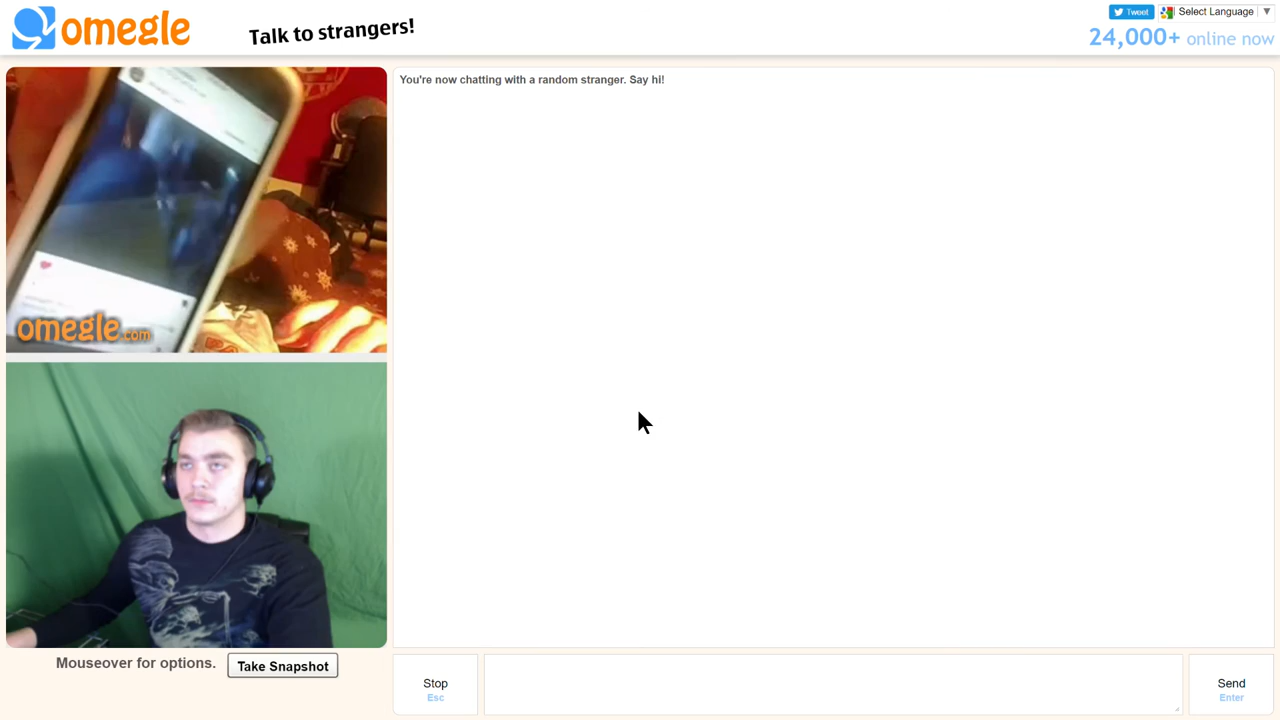 omegle
Talk to strangers!
Tweet
Select Language ▼
24,000+ online now
omegle.com
You're now chatting with a random stranger. Say hi!
Mouseover for options.
Take Snapshot
Stop
Esc
Send
Enter